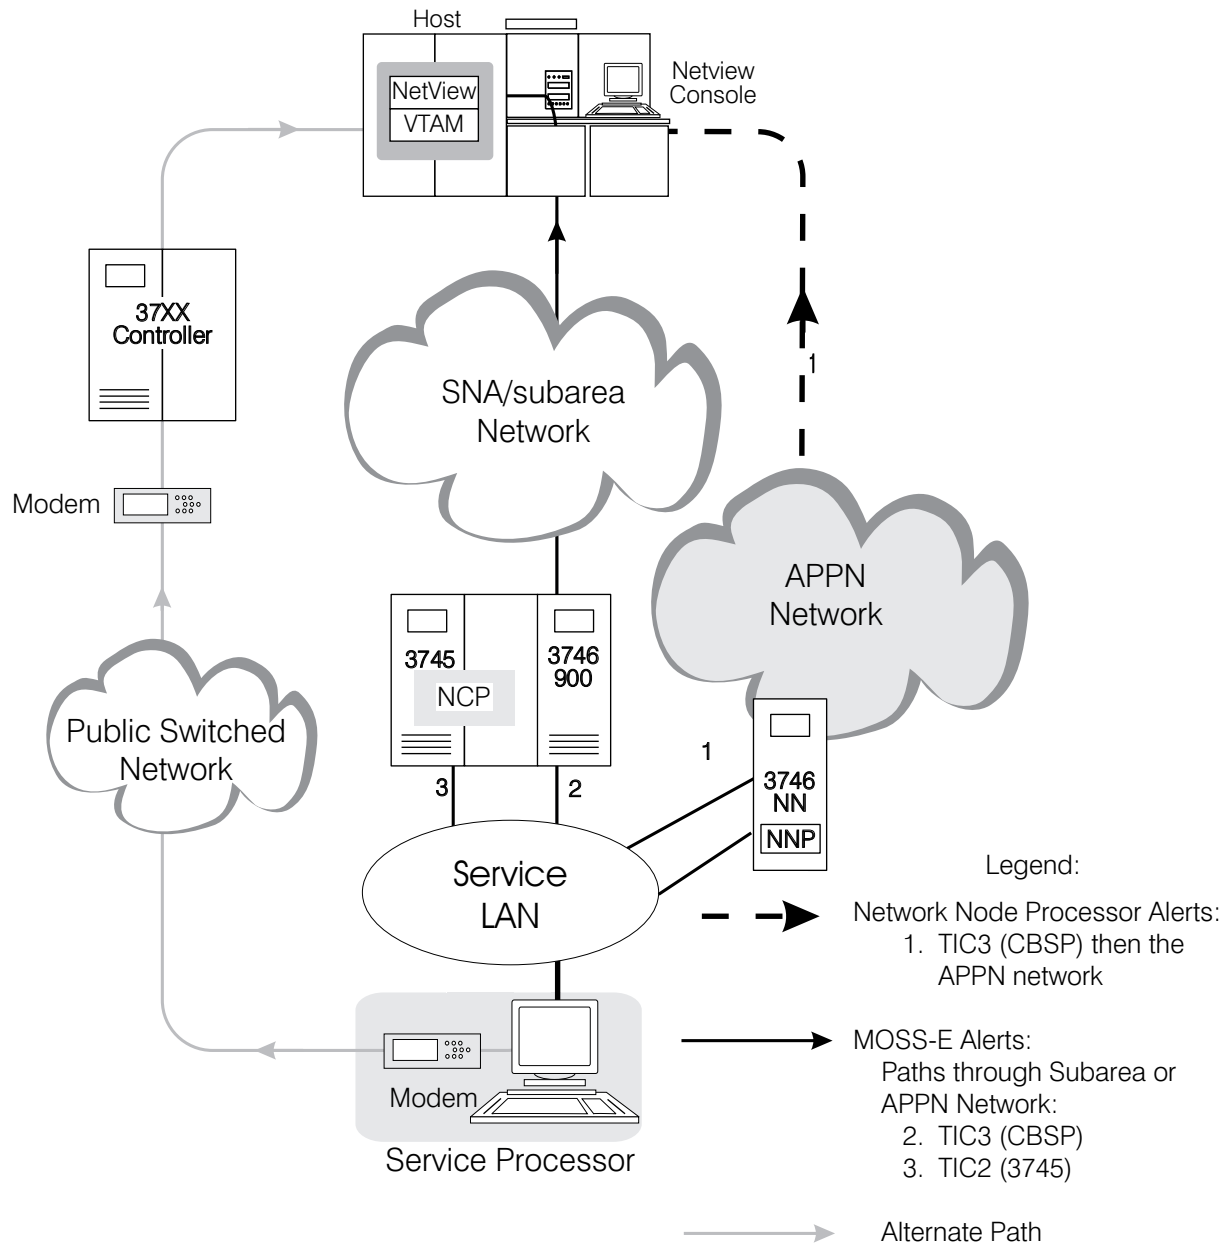 Host
NetView
VTAM
Netview
Console
37XX
Controller
1
SNA/subarea
Network
Modem
APPN
Network
3745
3746
900
NCP
Public Switched
Network
1
3746
NN
NNP
3
2
Service
LAN
Legend:
Network Node Processor Alerts:
1. TIC3 (CBSP) then the
APPN network
MOSS-E Alerts:
Paths through Subarea or
APPN Network:
2. TIC3 (CBSP)
3. TIC2 (3745)
Modem
Service Processor
Alternate Path